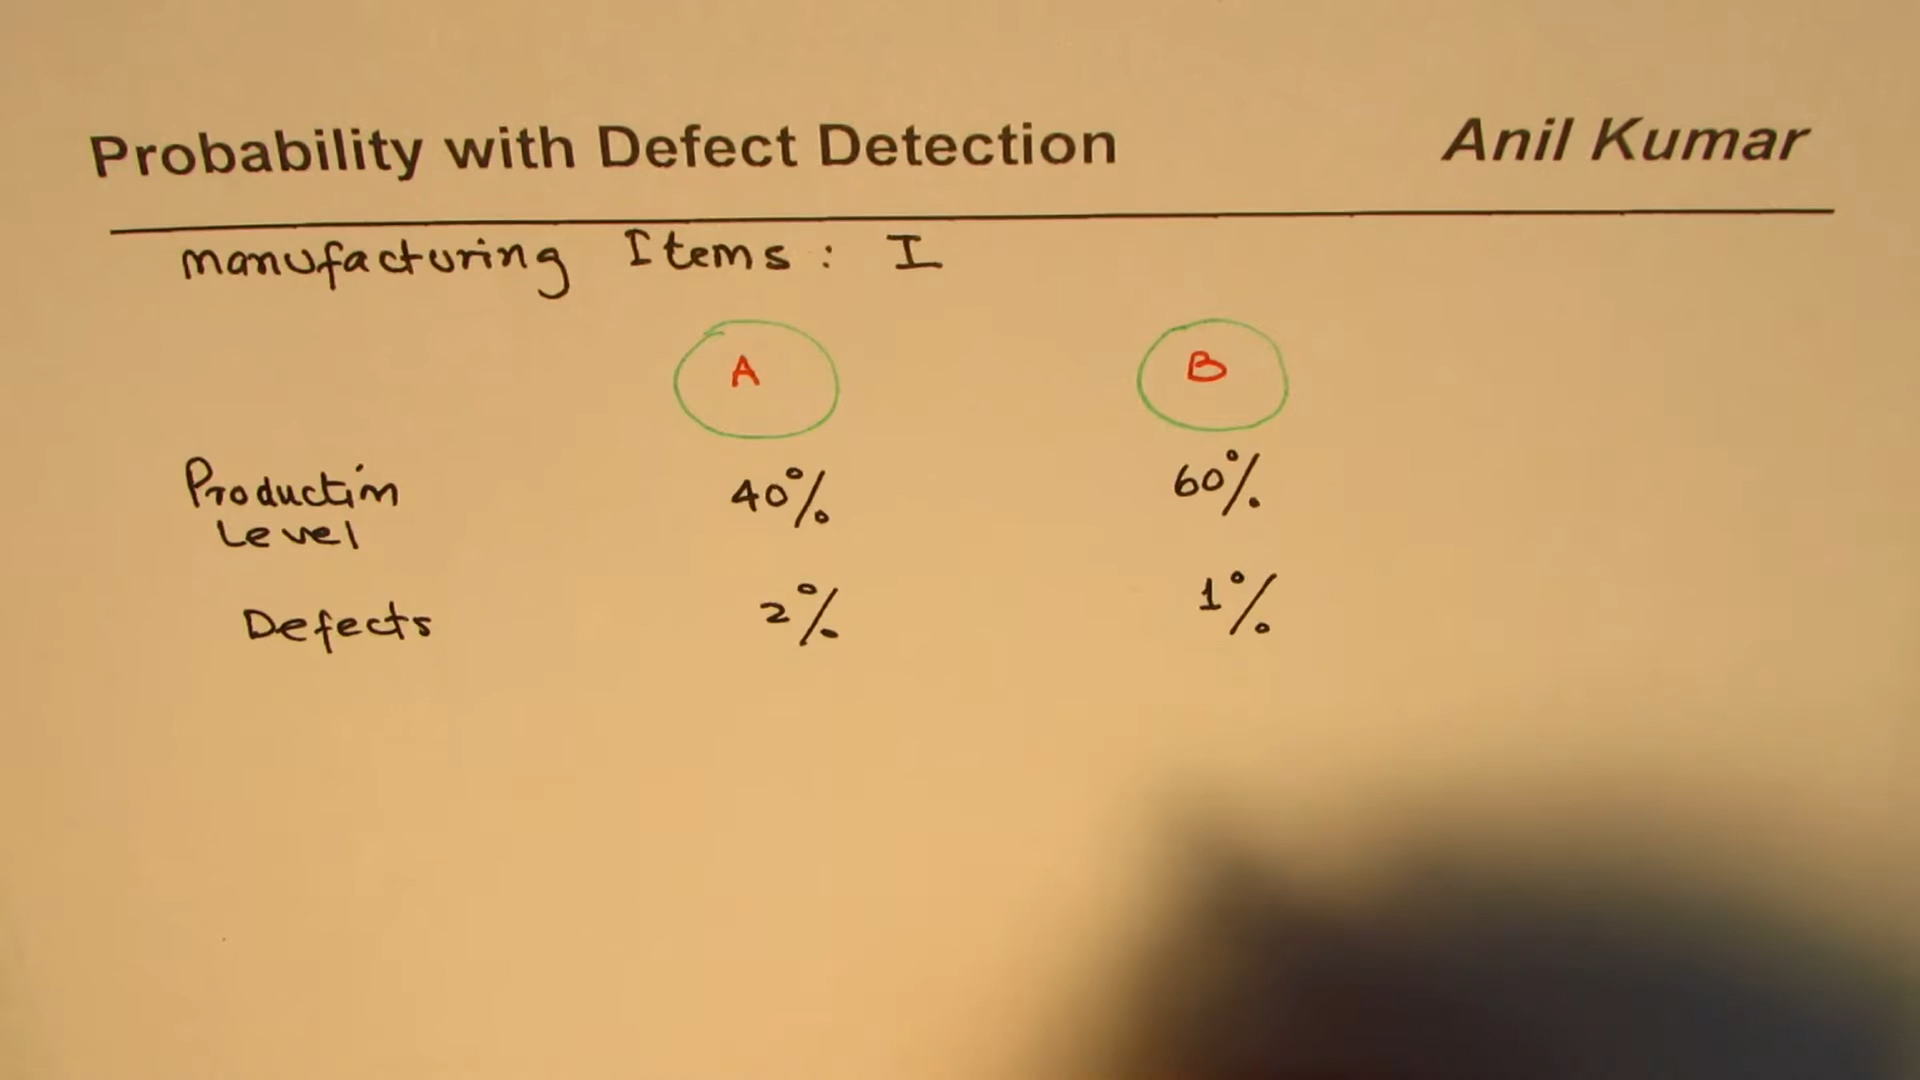 Probability with Defect Detection Anil Kumar
Manufacturing Items : I
A B
Production 40% 60%
Level
Defects 2% 1%